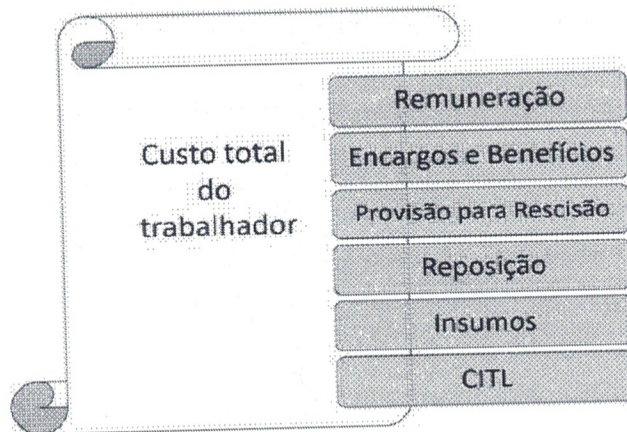 Custo total
do
trabalhador
Remuneração
Encargos e Benefícios
Provisão para Rescisão
Reposição
Insumos
CITL